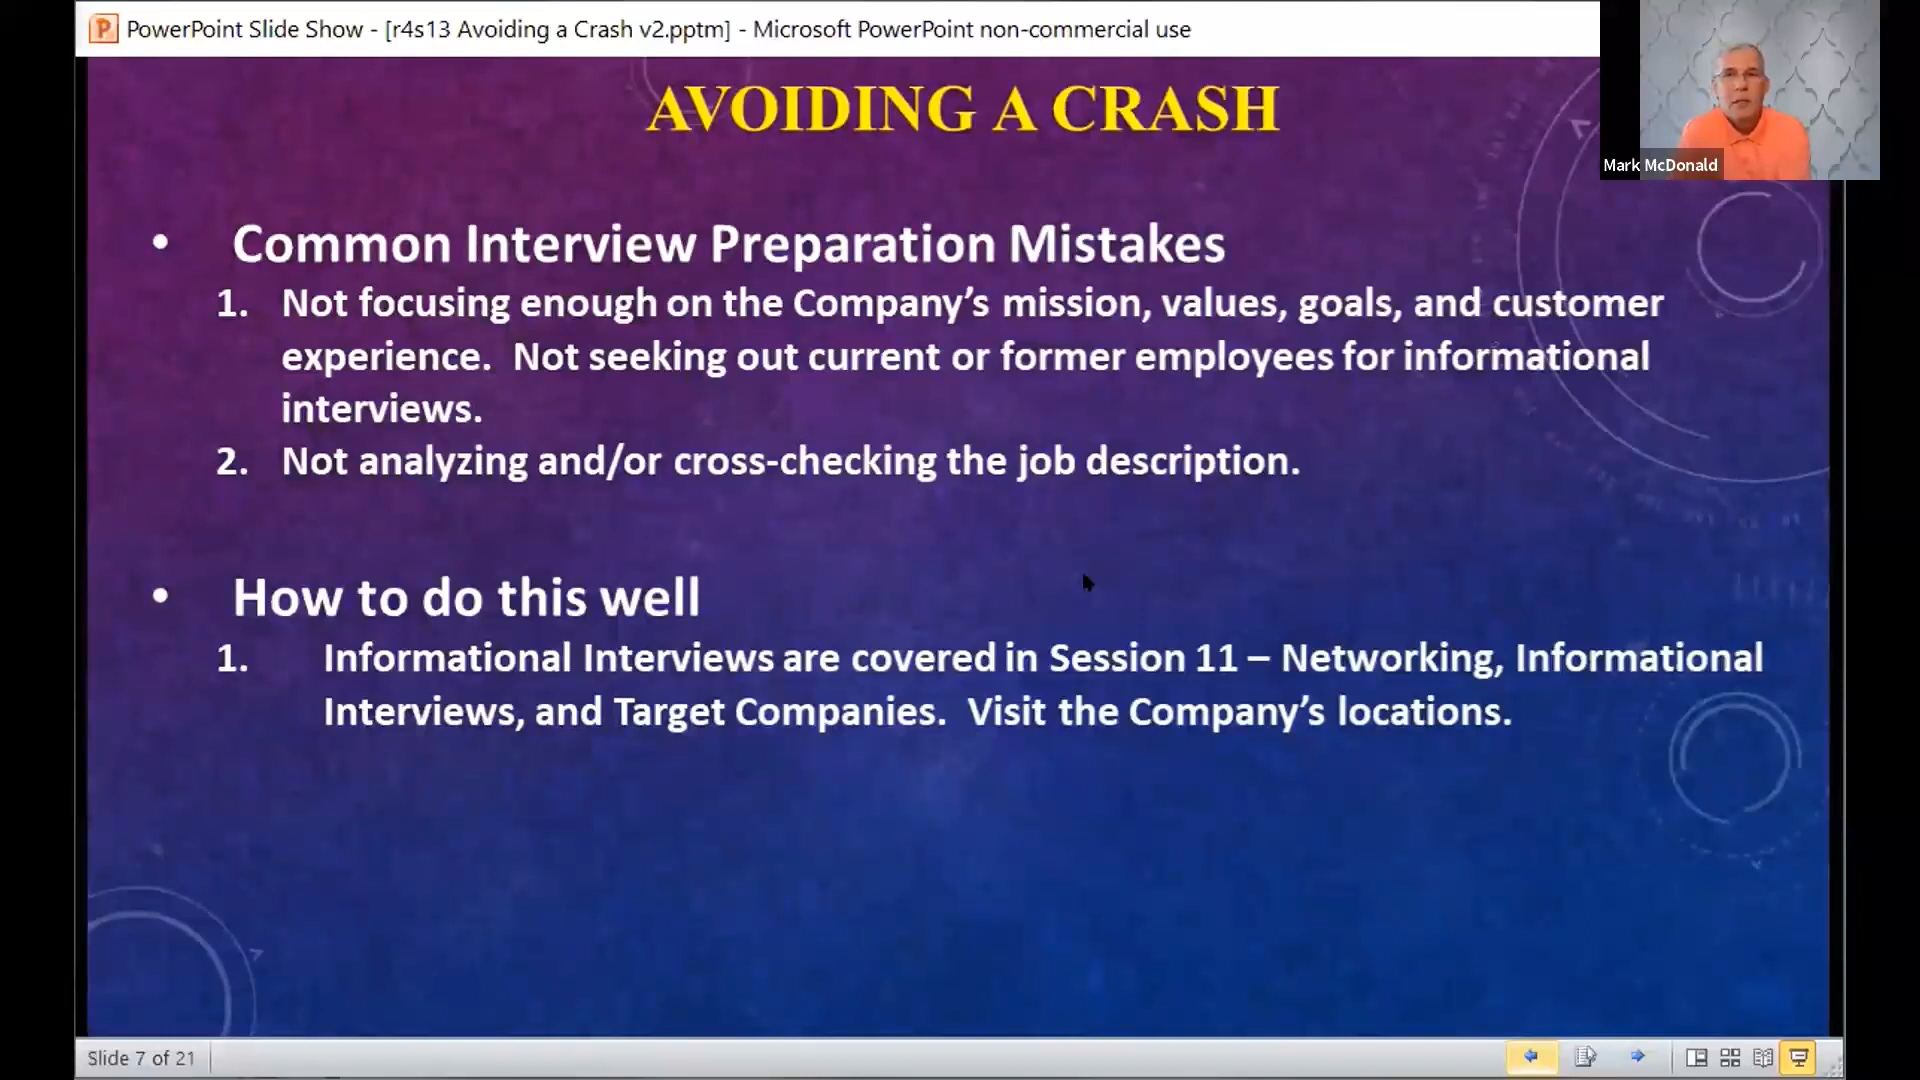 PowerPoint Slide Show - [r4s13 Avoiding a Crash v2.pptm] - Microsoft PowerPoint non-commercial use
Mark McDonald
AVOIDING A CRASH
• Common Interview Preparation Mistakes
1. Not focusing enough on the Company’s mission, values, goals, and customer
experience.  Not seeking out current or former employees for informational
interviews.
2. Not analyzing and/or cross-checking the job description.
• How to do this well
1. Informational Interviews are covered in Session 11 – Networking, Informational
Interviews, and Target Companies.  Visit the Company’s locations.
Slide 7 of 21